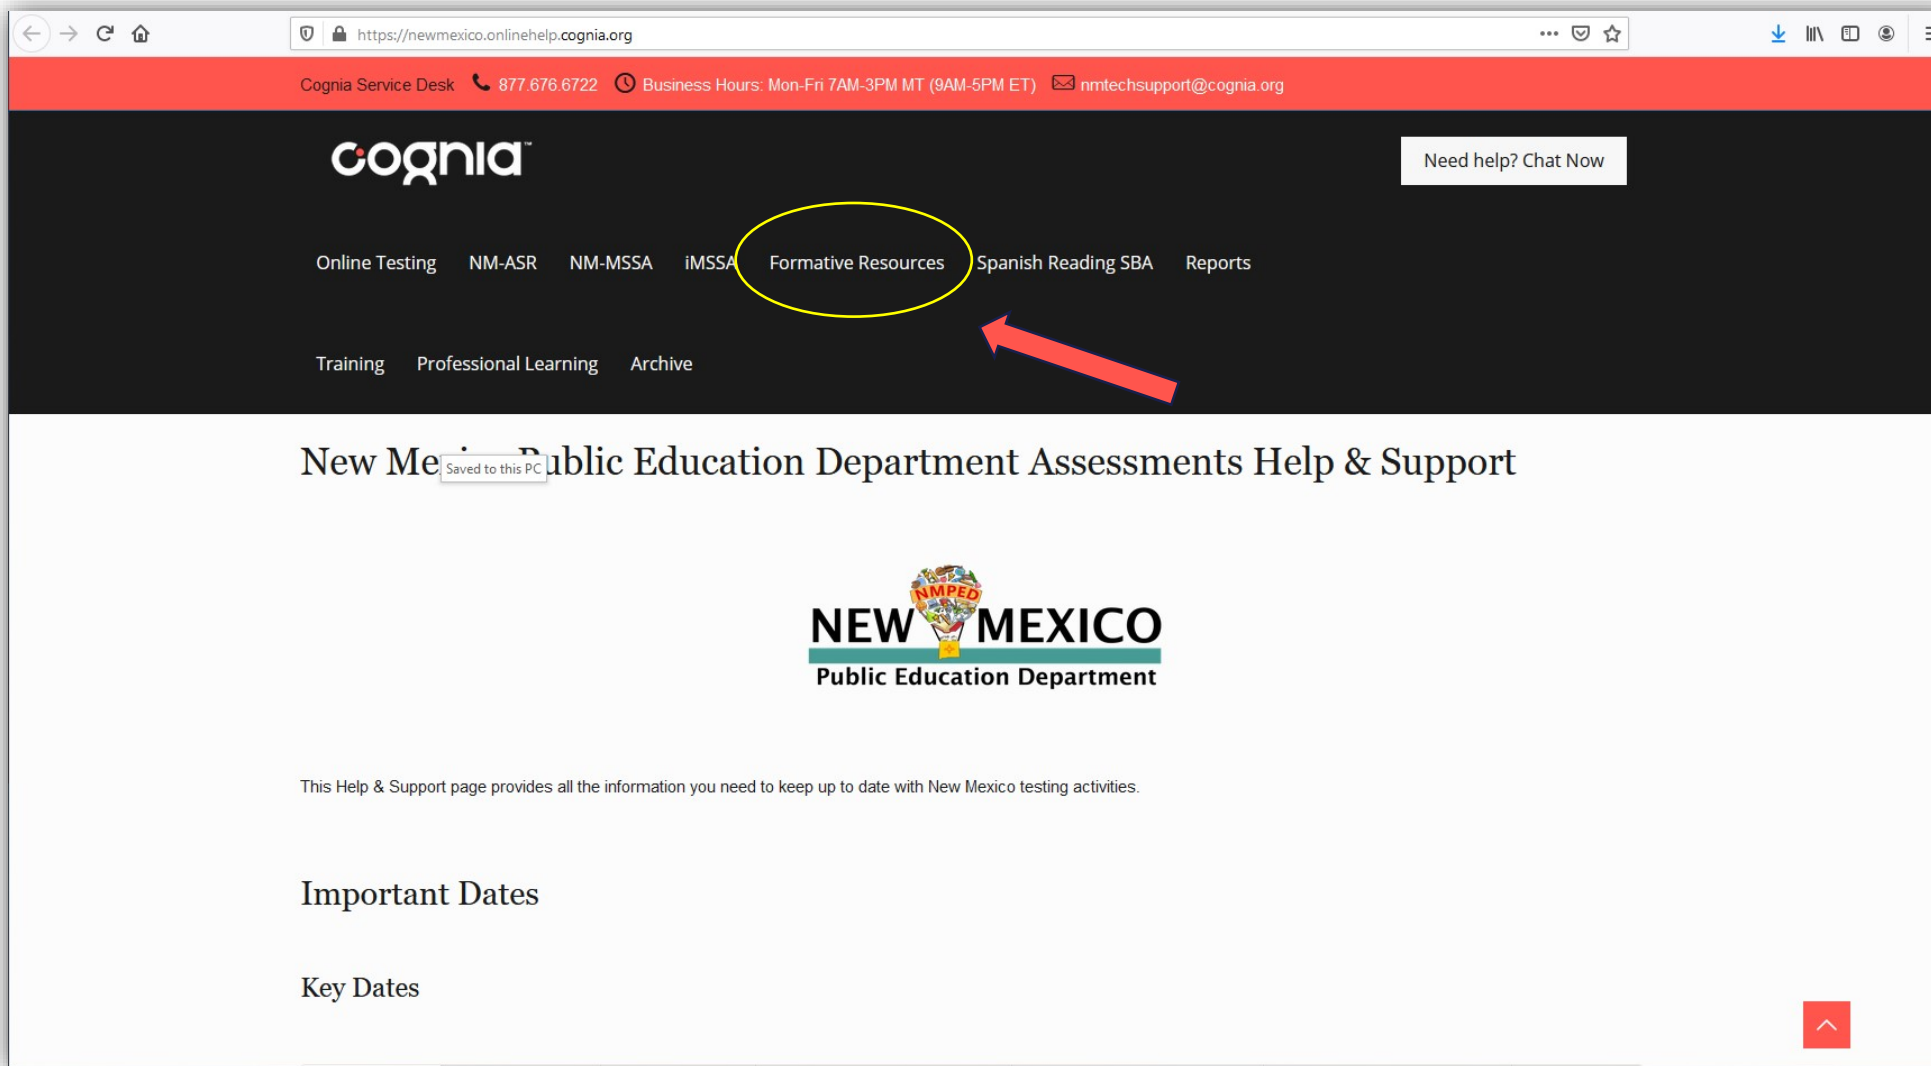 https://newmexico.onlinehelp.cognia.org
Cognia Service Desk 877.676.6722 Business Hours: Mon-Fri 7AM-3PM MT (9AM-5PM ET) nmtechsupport@cognia.org
cognia™
Need help? Chat Now
Online Testing NM-ASR NM-MSSA iMSSA Formative Resources Spanish Reading SBA Reports
Training Professional Learning Archive
New Me Public Education Department Assessments Help & Support
Saved to this PC
NMPED
NEW MEXICO
Public Education Department
This Help & Support page provides all the information you need to keep up to date with New Mexico testing activities.
Important Dates
Key Dates